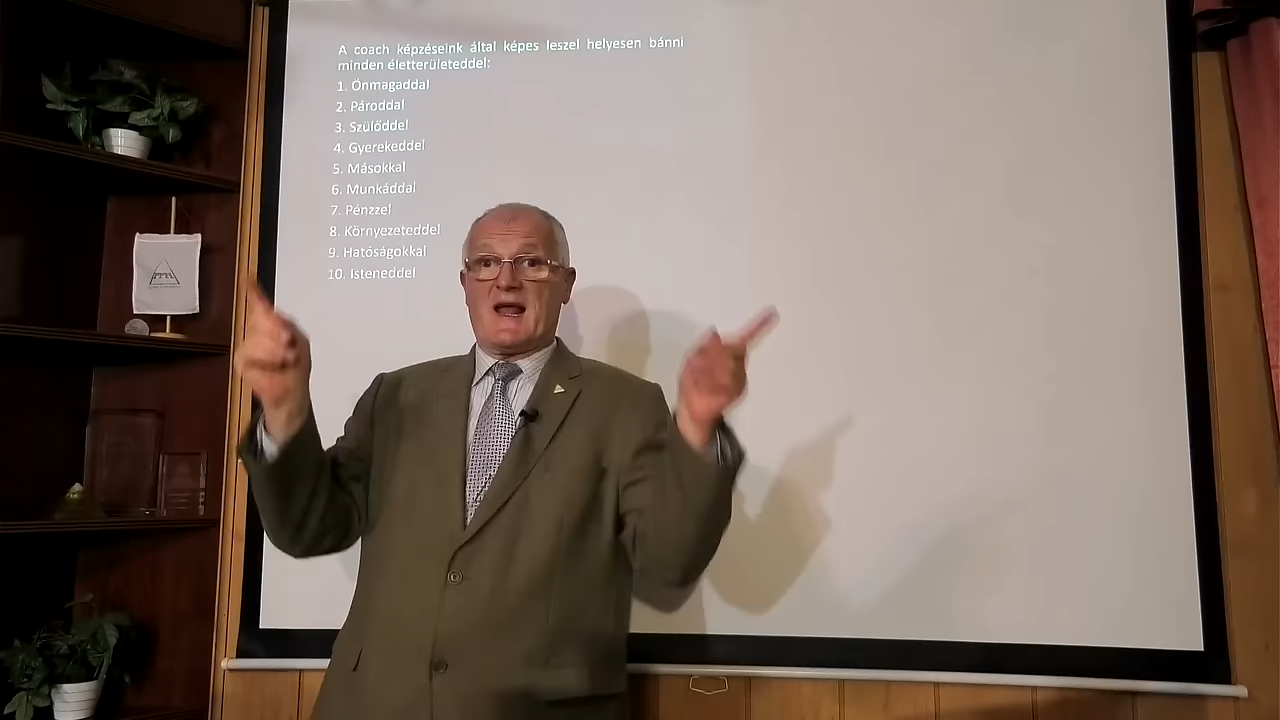 A coach képzéseink által képes leszel helyesen bánni
minden életterületeddel:
1. Önmagaddal
2. Pároddal
3. Szülőddel
4. Gyerekeddel
5. Másokkal
6. Munkáddal
7. Pénzzel
8. Környezeteddel
9. Hatóságokkal
10. Isteneddel